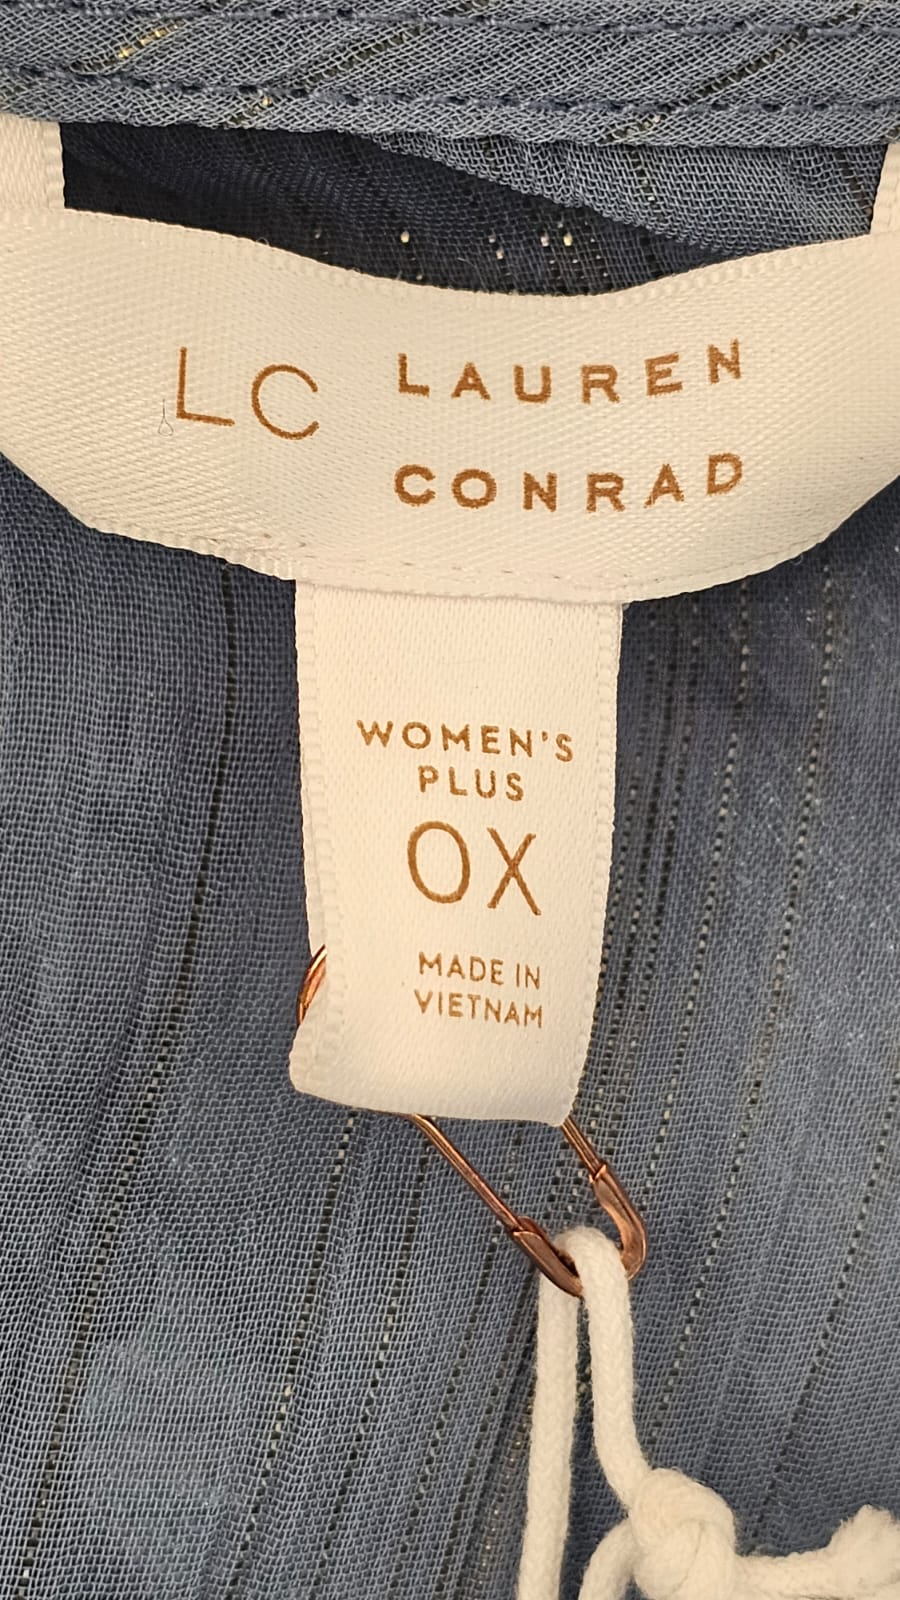 LC LAUREN
CONRAD
WOMEN'S
PLUS
0X
MADE IN
VIETNAM